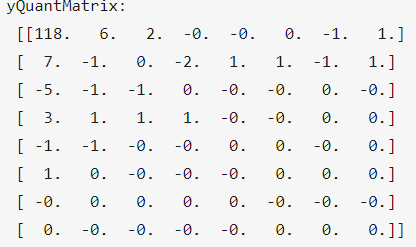 yQuantMatrix:
[[118. 6. 2. -0. -0. 0. -1. 1.]
[ 7. -1. 0. -2. 1. 1. -1. 1.]
[ -5. -1. -1. 0. -0. -0. 0. -0.]
[ 3. 1. 1. 1. -0. -0. 0. 0.]
[ -1. -1. -0. -0. 0. 0. -0. 0.]
[ 1. 0. -0. -0. -0. 0. 0. 0.]
[ -0. 0. 0. 0. 0. -0. -0. -0.]
[ 0. -0. -0. -0. -0. 0. 0. 0.]]